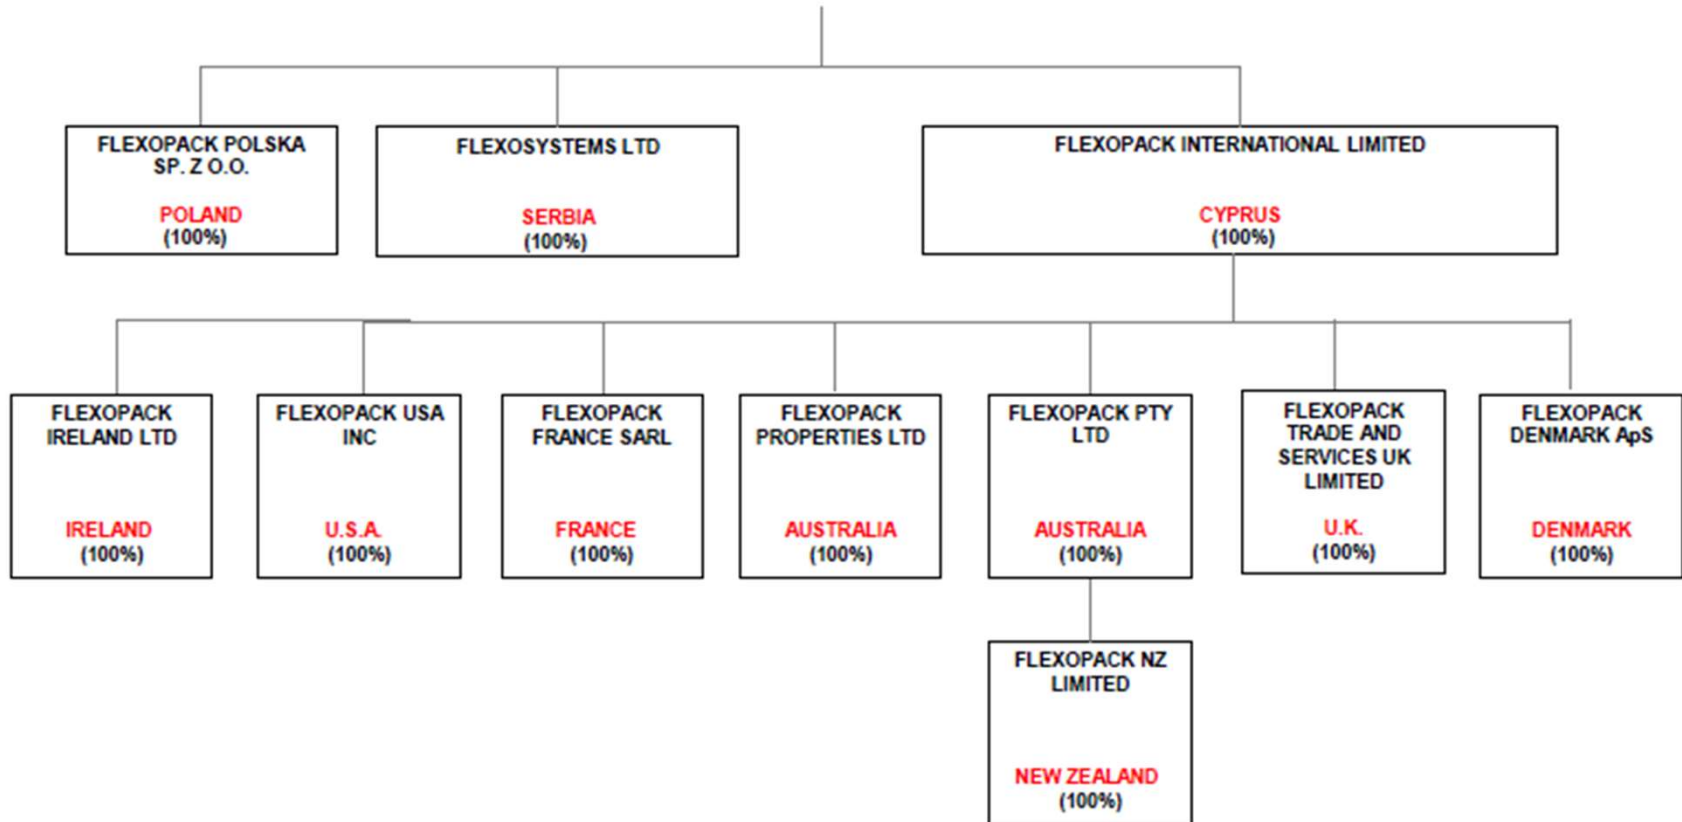 FLEXOPACK POLSKA
SP. Z O.O.
POLAND
(100%)
FLEXOSYSTEMS LTD
SERBIA
(100%)
FLEXOPACK INTERNATIONAL LIMITED
CYPRUS
(100%)
FLEXOPACK
IRELAND LTD
IRELAND
(100%)
FLEXOPACK USA
INC
U.S.A.
(100%)
FLEXOPACK
FRANCE SARL
FRANCE
(100%)
FLEXOPACK
PROPERTIES LTD
AUSTRALIA
(100%)
FLEXOPACK PTY
LTD
AUSTRALIA
(100%)
FLEXOPACK
TRADE AND
SERVICES UK
LIMITED
U.K.
(100%)
FLEXOPACK
DENMARK ApS
DENMARK
(100%)
FLEXOPACK NZ
LIMITED
NEW ZEALAND
(100%)